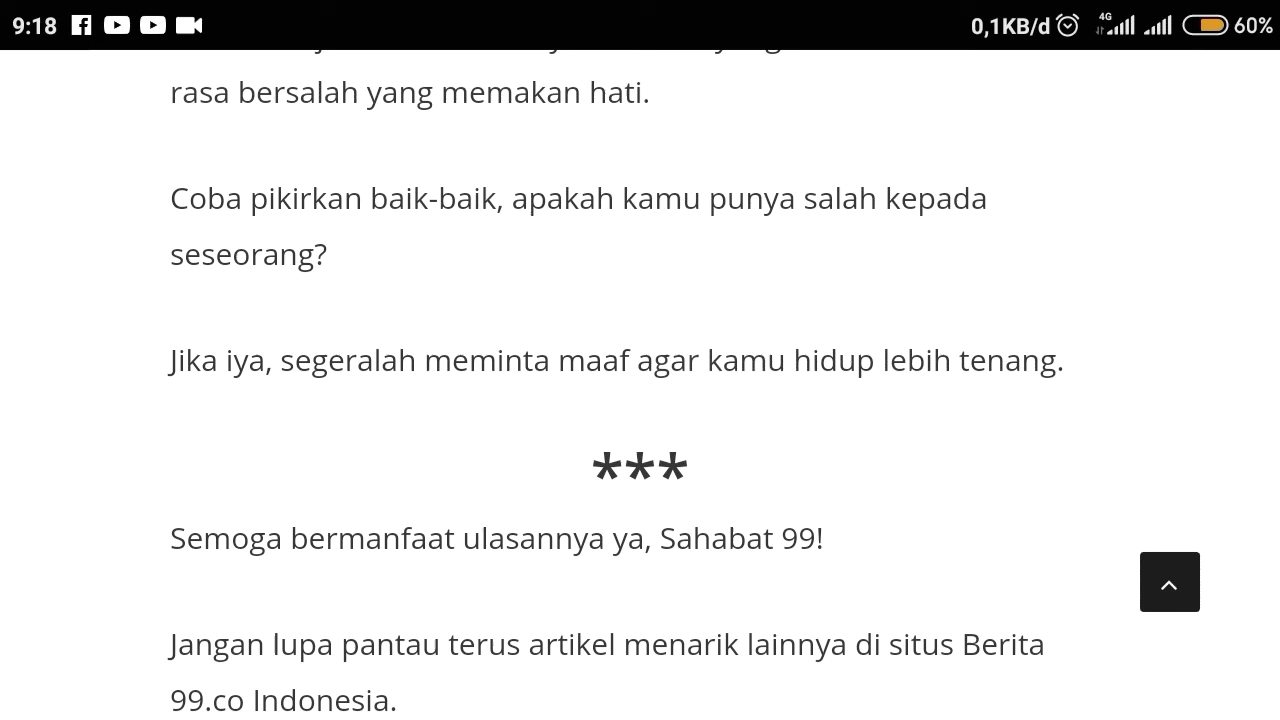 9:18
0,1KB/d
4G
60%
rasa bersalah yang memakan hati.
Coba pikirkan baik-baik, apakah kamu punya salah kepada
seseorang?
Jika iya, segeralah meminta maaf agar kamu hidup lebih tenang.
***
Semoga bermanfaat ulasannya ya, Sahabat 99!
Jangan lupa pantau terus artikel menarik lainnya di situs Berita
99.co Indonesia.